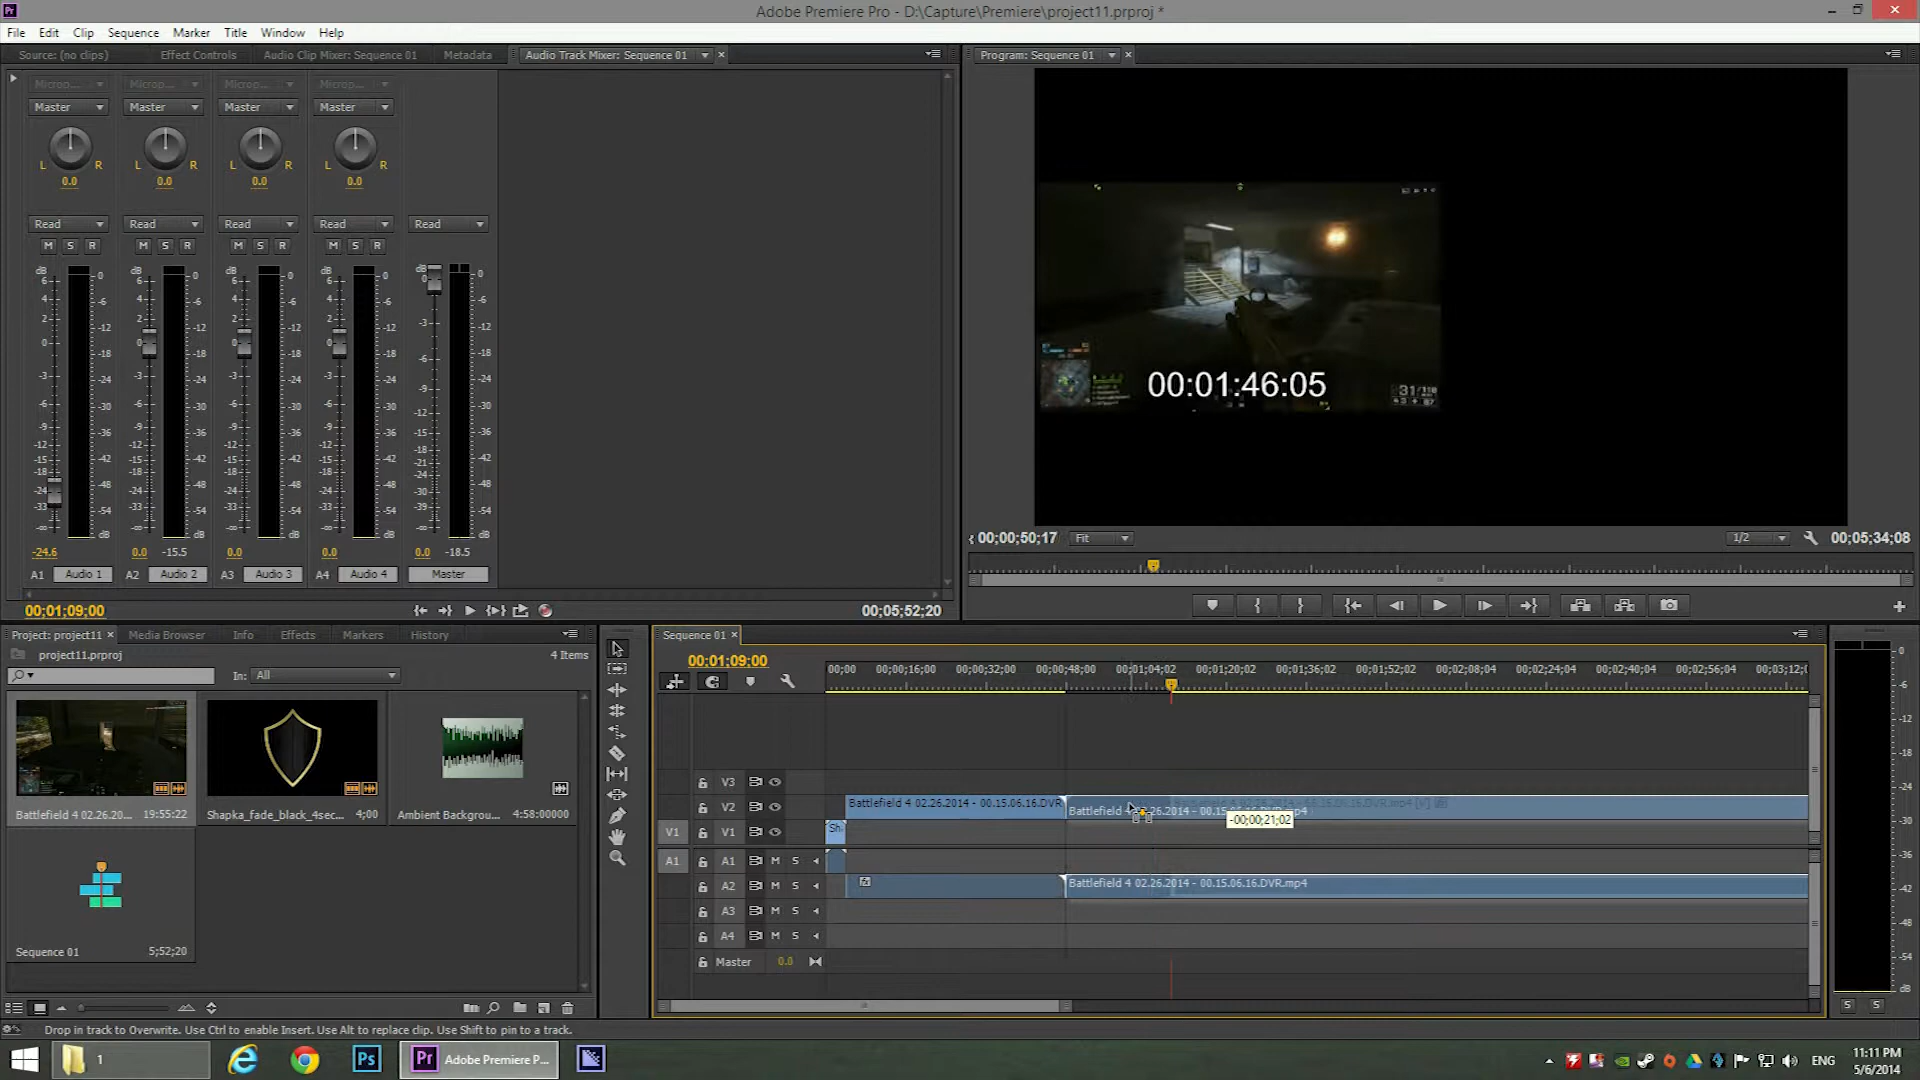 Adobe Premiere Pro - D:\Capture\Premiere\project11.prproj *
File Edit Clip Sequence Marker Title Window Help
Source: (no clips) Effect Controls Audio Clip Mixer: Sequence 01 Metadata Audio Track Mixer: Sequence 01
Program: Sequence 01
Microp... Microp... Microp... Microp...
Master Master Master Master
L R L R L R L R
0.0 0.0 0.0 0.0
Read Read Read Read Read
M S R M S R M S R M S R
-24.6 0.0 -15.5 0.0 0.0 0.0 -18.5
A1 Audio 1 A2 Audio 2 A3 Audio 3 A4 Audio 4 Master
00;01;09;00
00;05;52;20
00:01:46:05
00;00;50;17 Fit 1/2 00;05;34;08
Project: project11 Media Browser Info Effects Markers History
project11.prproj 4 Items
In: All
Battlefield 4 02.26.2014 - 00... 19:55:22
Shapka_fade_black_4sec... 4;00
Ambient Backgrou... 4:58:00000
Sequence 01 5;52;20
Sequence 01
00;01;09;00
00;00 00;00;16;00 00;00;32;00 00;00;48;00 00;01;04;02 00;01;20;02 00;01;36;02 00;01;52;02 00;02;08;04 00;02;24;04 00;02;40;04 00;02;56;04 00;03;12;0
V3
V2 Battlefield 4 02.26.2014 - 00.15.06.16.DVR
-00;00;21;02
V1 V1 Sh
A1 A1 M S
A2 M S Battlefield 4 02.26.2014 - 00.15.06.16.DVR.mp4
A3 M S
A4 M S
Master 0.0
S S
Drop in track to Overwrite. Use Ctrl to enable Insert. Use Alt to replace clip. Use Shift to pin to a track.
1
Ps
Pr Adobe Premiere P...
ENG
11:11 PM
5/6/2014